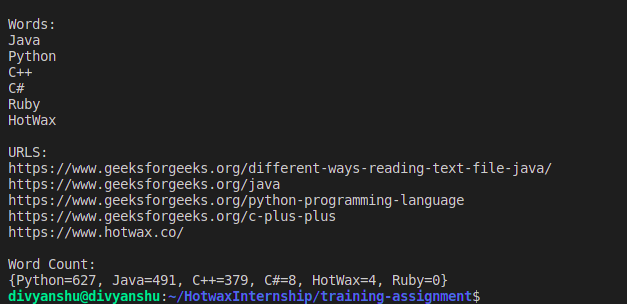 Words:
Java
Python
C++
C#
Ruby
HotWax
URLS:
https://www.geeksforgeeks.org/different-ways-reading-text-file-java/
https://www.geeksforgeeks.org/java
https://www.geeksforgeeks.org/python-programming-language
https://www.geeksforgeeks.org/c-plus-plus
https://www.hotwax.co/
Word Count:
{Python=627, Java=491, C++=379, C#=8, HotWax=4, Ruby=0}
divyanshu@divyanshu:~/HotwaxInternship/training-assignment$